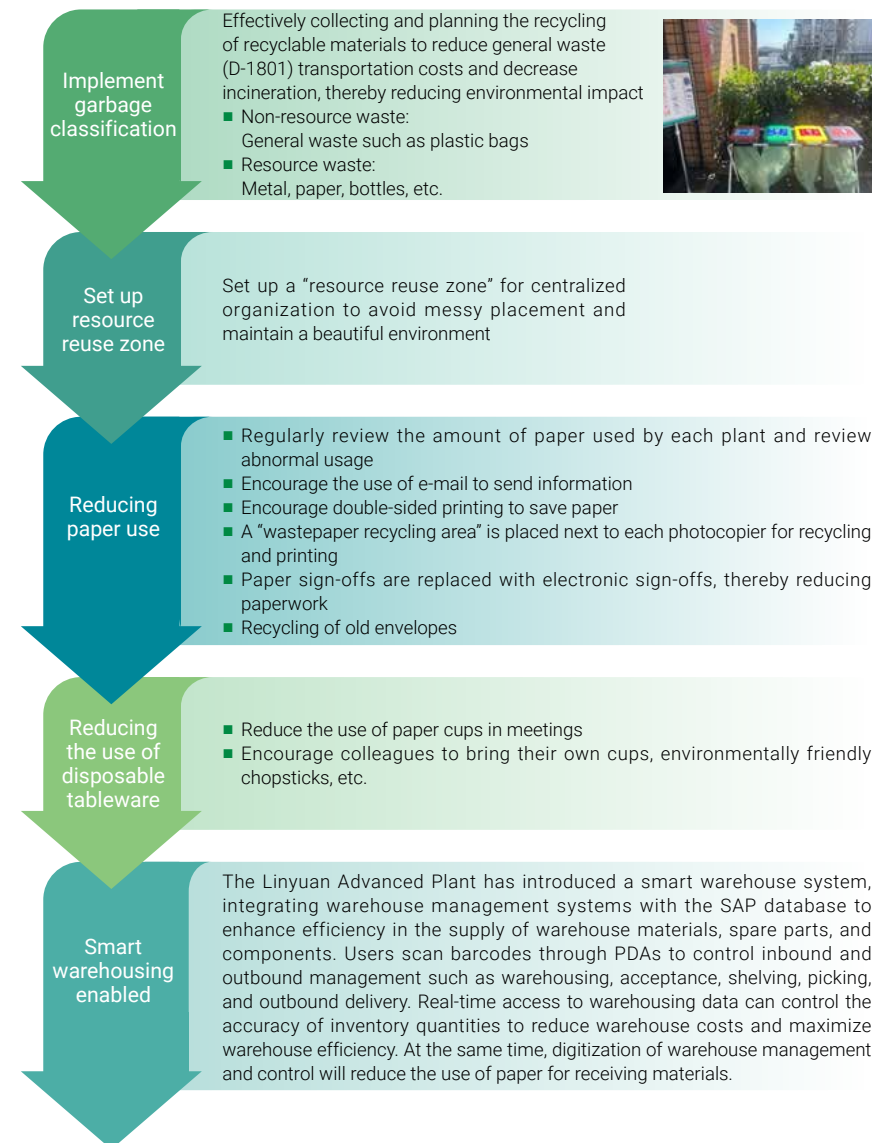 Implement
garbage
classification
Effectively collecting and planning the recycling
of recyclable materials to reduce general waste
(D-1801) transportation costs and decrease
incineration, thereby reducing environmental impact
■ Non-resource waste:
General waste such as plastic bags
■ Resource waste:
Metal, paper, bottles, etc.
Set up
resource
reuse zone
Set up a “resource reuse zone” for centralized
organization to avoid messy placement and
maintain a beautiful environment
Reducing
paper use
■ Regularly review the amount of paper used by each plant and review
abnormal usage
■ Encourage the use of e-mail to send information
■ Encourage double-sided printing to save paper
■ A “wastepaper recycling area” is placed next to each photocopier for recycling
and printing
■ Paper sign-offs are replaced with electronic sign-offs, thereby reducing
paperwork
■ Recycling of old envelopes
Reducing
the use of
disposable
tableware
■ Reduce the use of paper cups in meetings
■ Encourage colleagues to bring their own cups, environmentally friendly
chopsticks, etc.
Smart
warehousing
enabled
The Linyuan Advanced Plant has introduced a smart warehouse system,
integrating warehouse management systems with the SAP database to
enhance efficiency in the supply of warehouse materials, spare parts, and
components. Users scan barcodes through PDAs to control inbound and
outbound management such as warehousing, acceptance, shelving, picking,
and outbound delivery. Real-time access to warehousing data can control the
accuracy of inventory quantities to reduce warehouse costs and maximize
warehouse efficiency. At the same time, digitization of warehouse management
and control will reduce the use of paper for receiving materials.